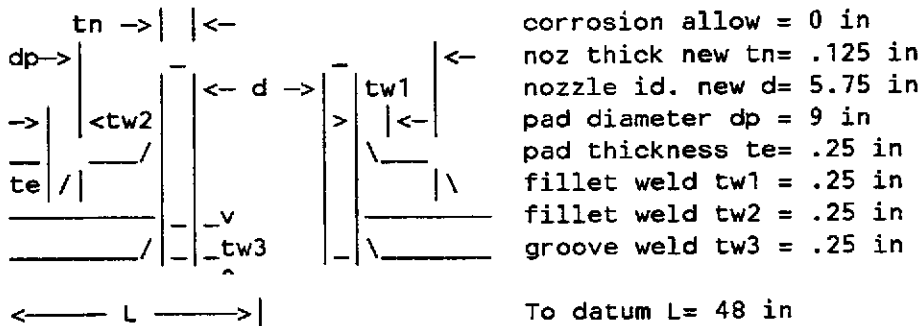 tn ->| |<- corrosion allow = 0 in
dp-> <- noz thick new tn= .125 in
<- d -> tw1 nozzle id. new d= 5.75 in
-> <tw2 > |<- pad diameter dp = 9 in
pad thickness te= .25 in
te fillet weld tw1 = .25 in
v fillet weld tw2 = .25 in
tw3 groove weld tw3 = .25 in
<- L -> To datum L= 48 in